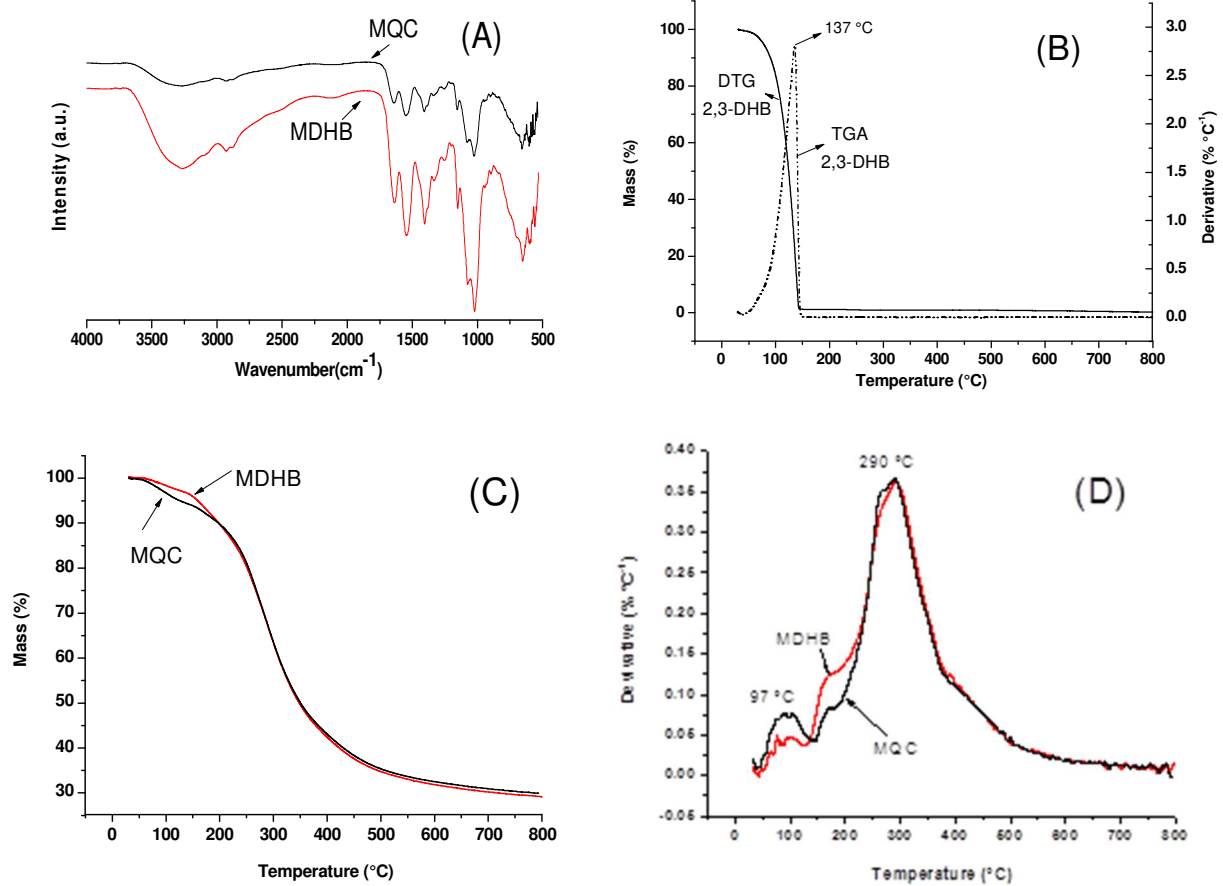 (A)
MQC
MDHB
Intensity (a.u.)
4000 3500 3000 2500 2000 1500 1000 500
Wavenumber(cm-1)
(B)
137 °C
DTG
2,3-DHB
TGA
2,3-DHB
Mass (%)
100
80
60
40
20
0
Derivative (% °C-1)
3.0
2.5
2.0
1.5
1.0
0.5
0.0
0 100 200 300 400 500 600 700 800
Temperature (°C)
(C)
MDHB
MQC
Mass (%)
100
90
80
70
60
50
40
30
0 100 200 300 400 500 600 700 800
Temperature (°C)
(D)
290 ºC
97 ºC
MDHB
MQC
Derivative (% ºC-1)
0.40
0.35
0.30
0.25
0.20
0.15
0.10
0.05
0.00
-0.05
0 100 200 300 400 500 600 700 800
Temperature (°C)